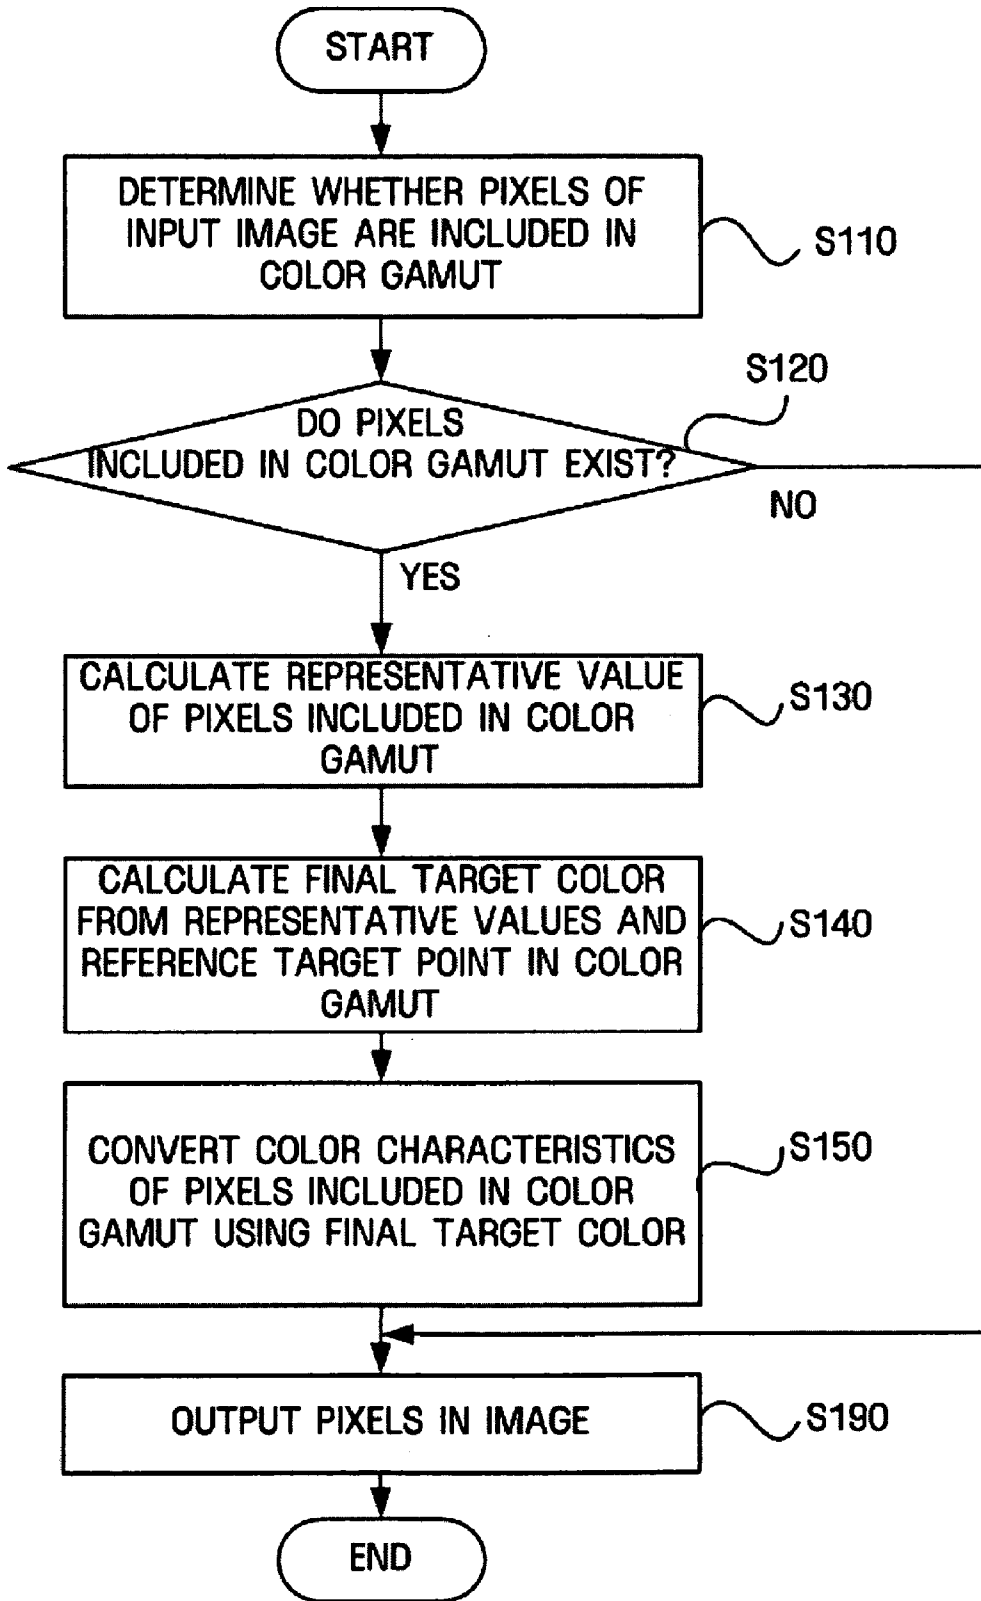 START
DETERMINE WHETHER PIXELS OF
INPUT IMAGE ARE INCLUDED IN
COLOR GAMUT
S110
S120
DO PIXELS
INCLUDED IN COLOR GAMUT EXIST?
NO
YES
CALCULATE REPRESENTATIVE VALUE
OF PIXELS INCLUDED IN COLOR
GAMUT
S130
CALCULATE FINAL TARGET COLOR
FROM REPRESENTATIVE VALUES AND
REFERENCE TARGET POINT IN COLOR
GAMUT
S140
CONVERT COLOR CHARACTERISTICS
OF PIXELS INCLUDED IN COLOR
GAMUT USING FINAL TARGET COLOR
S150
OUTPUT PIXELS IN IMAGE
S190
END